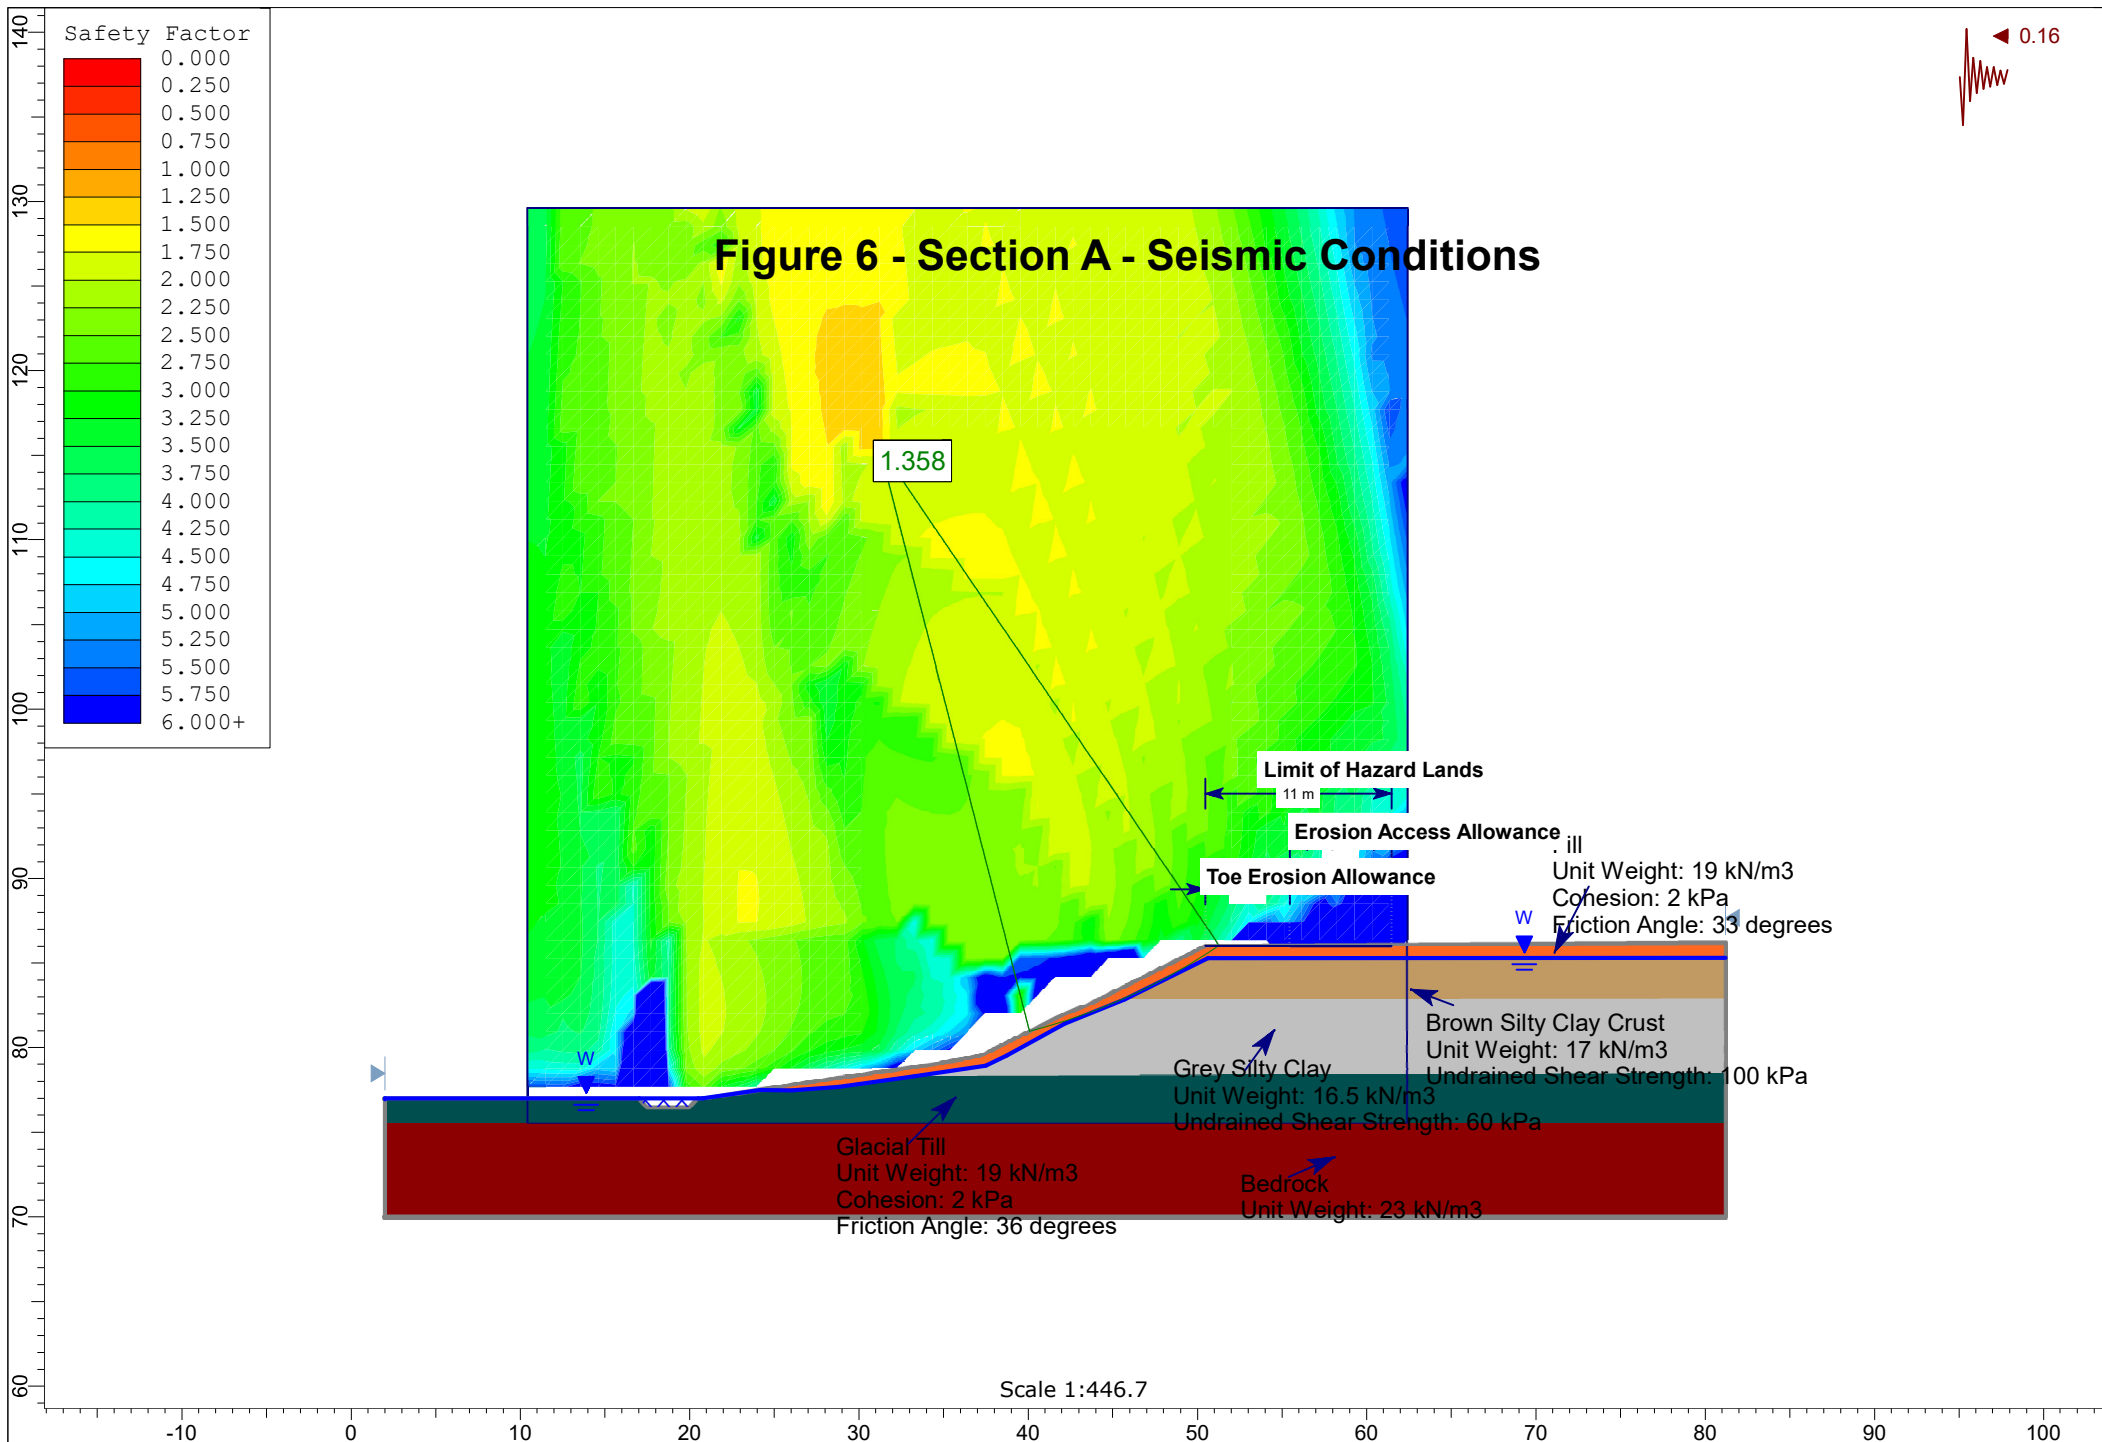 Safety Factor
0.000
0.250
0.500
0.750
1.000
1.250
1.500
1.750
2.000
2.250
2.500
2.750
3.000
3.250
3.500
3.750
4.000
4.250
4.500
4.750
5.000
5.250
5.500
5.750
6.000+
0.16
Figure 6 - Section A - Seismic Conditions
1.358
Limit of Hazard Lands
11 m
Erosion Access Allowance
Toe Erosion Allowance
ill
Unit Weight: 19 kN/m3
Cohesion: 2 kPa
Friction Angle: 33 degrees
W
W
Brown Silty Clay Crust
Unit Weight: 17 kN/m3
Undrained Shear Strength: 100 kPa
Grey Silty Clay
Unit Weight: 16.5 kN/m3
Undrained Shear Strength: 60 kPa
Glacial Till
Unit Weight: 19 kN/m3
Cohesion: 2 kPa
Friction Angle: 36 degrees
Bedrock
Unit Weight: 23 kN/m3
Scale 1:446.7
140
130
120
110
100
90
80
70
60
-10
0
10
20
30
40
50
60
70
80
90
100